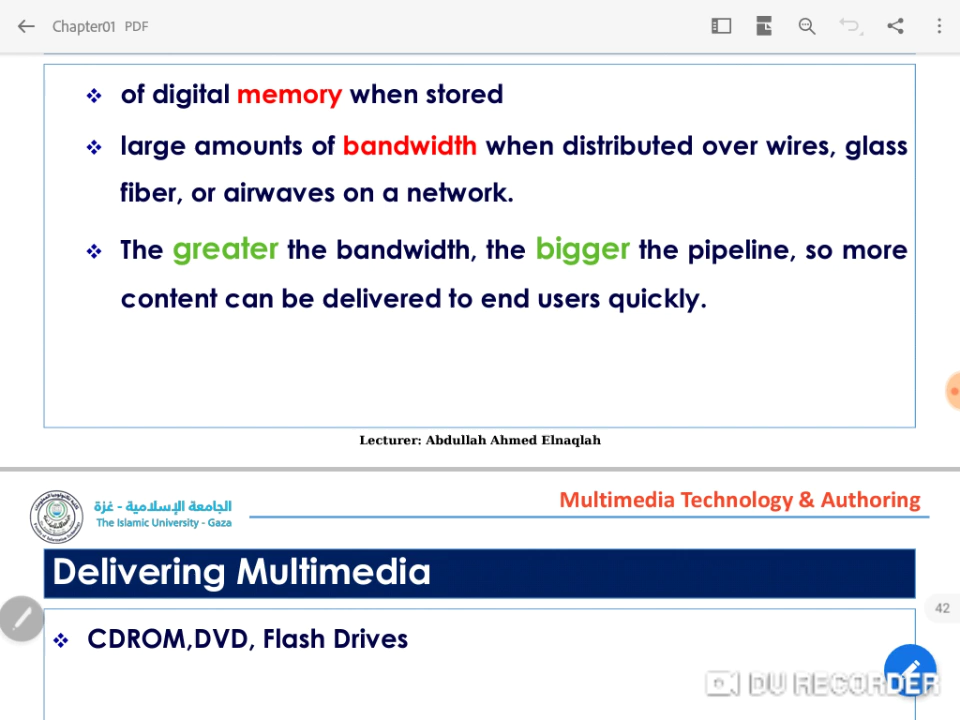 Chapter01 PDF
of digital memory when stored
large amounts of bandwidth when distributed over wires, glass
fiber, or airwaves on a network.
The greater the bandwidth, the bigger the pipeline, so more
content can be delivered to end users quickly.
Lecturer: Abdullah Ahmed Elnaqlah
الجامعة الإسلامية - غزة
The Islamic University - Gaza
Multimedia Technology & Authoring
Delivering Multimedia
42
CDROM,DVD, Flash Drives
DU RECORDER